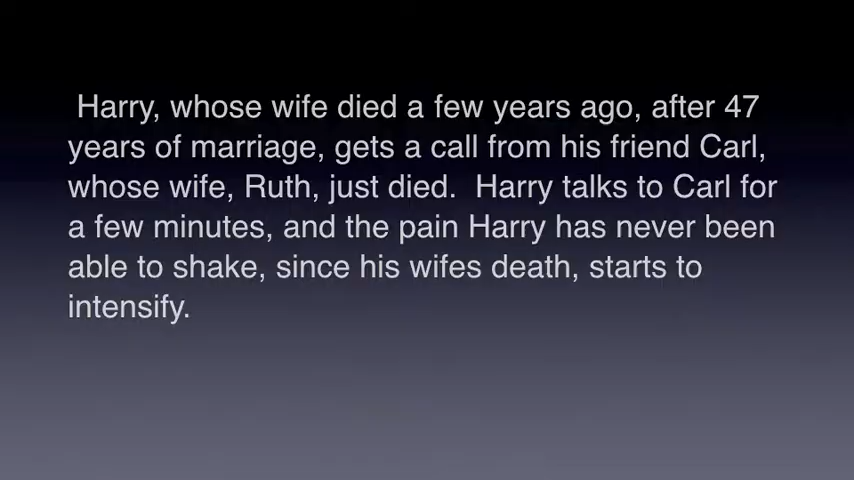 Harry, whose wife died a few years ago, after 47
years of marriage, gets a call from his friend Carl,
whose wife, Ruth, just died.  Harry talks to Carl for
a few minutes, and the pain Harry has never been
able to shake, since his wifes death, starts to
intensify.